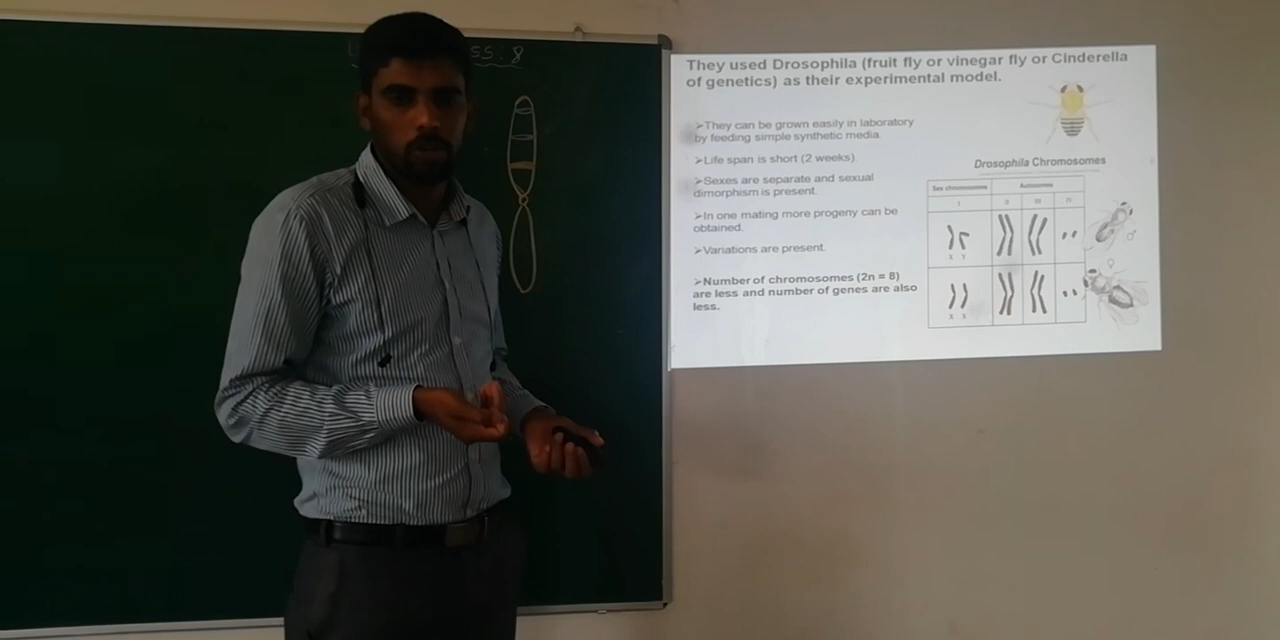 SS. 8
They used Drosophila (fruit fly or vinegar fly or Cinderella
of genetics) as their experimental model.
➢They can be grown easily in laboratory
by feeding simple synthetic media.
➢Life span is short (2 weeks).
➢Sexes are separate and sexual
dimorphism is present.
➢In one mating more progeny can be
obtained.
➢Variations are present.
➢Number of chromosomes (2n = 8)
are less and number of genes are also
less.
Drosophila Chromosomes
Sex chromosomes Autosomes
I II III IV
X Y
♂
♀
X X